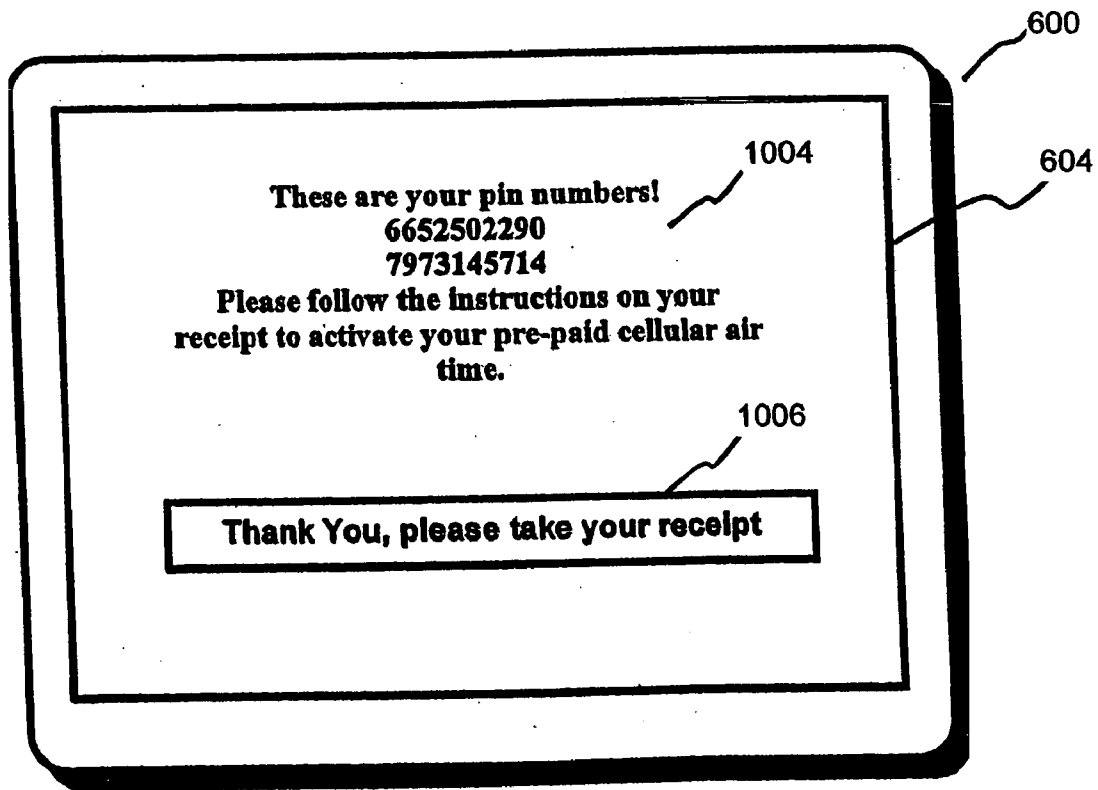 600
604
1004
These are your pin numbers!
6652502290
7973145714
Please follow the instructions on your
receipt to activate your pre-paid cellular air
time.
1006
Thank You, please take your receipt